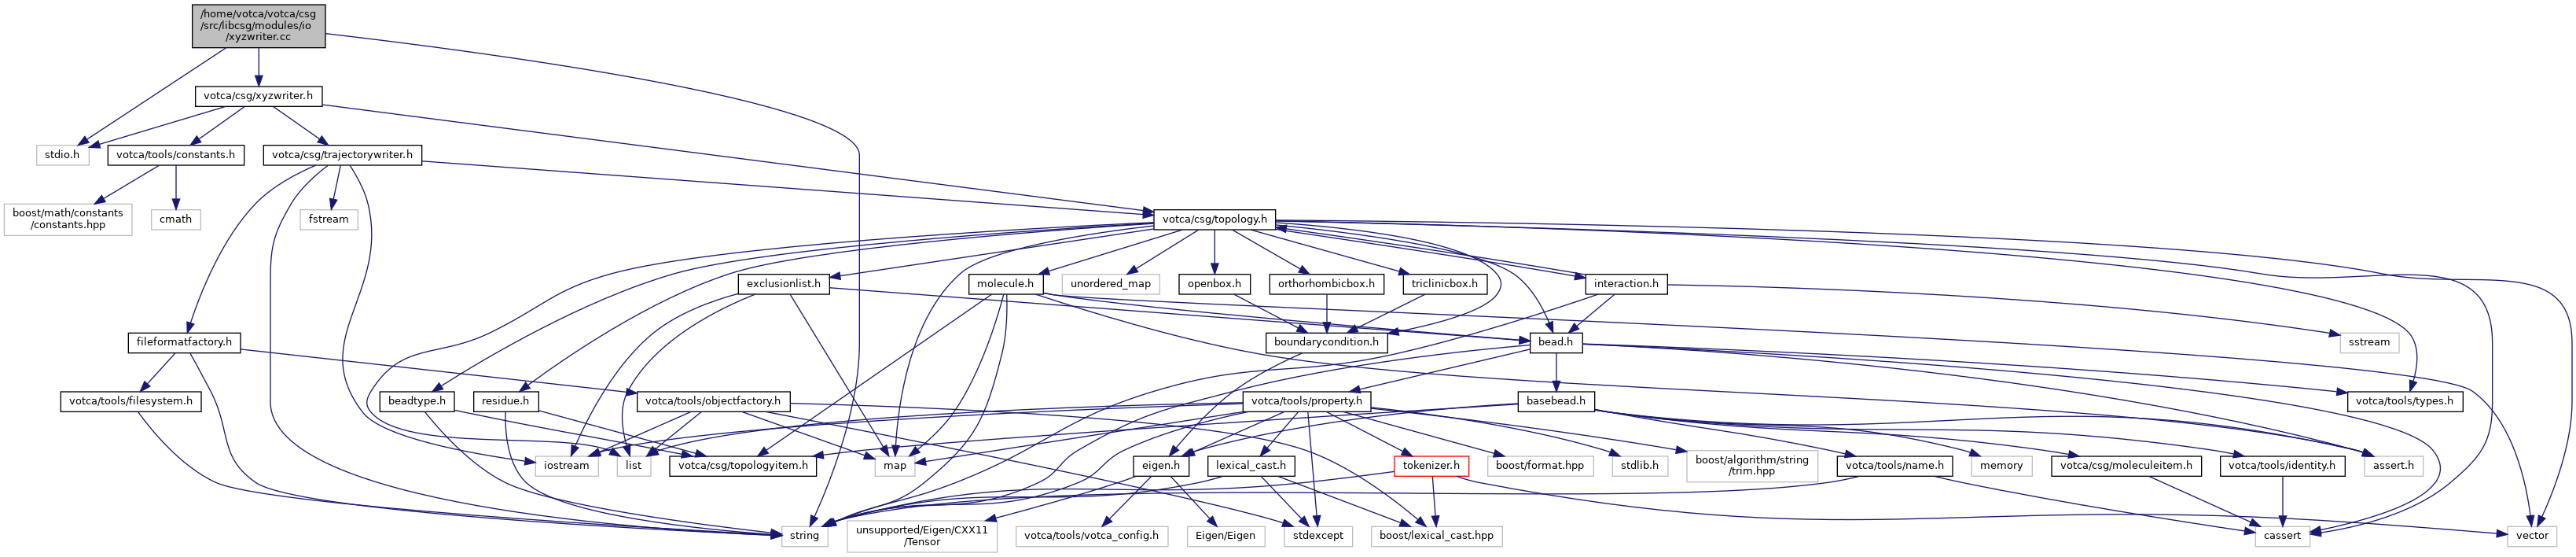 /home/votca/votca/csg
/src/libcsg/modules/io
/xyzwriter.cc
votca/csg/xyzwriter.h
stdio.h
votca/tools/constants.h
votca/csg/trajectorywriter.h
boost/math/constants
/constants.hpp
cmath
fstream
votca/csg/topology.h
exclusionlist.h
molecule.h
unordered_map
openbox.h
orthorhombicbox.h
triclinicbox.h
interaction.h
fileformatfactory.h
boundarycondition.h
bead.h
sstream
votca/tools/filesystem.h
beadtype.h
residue.h
votca/tools/objectfactory.h
votca/tools/property.h
basebead.h
votca/tools/types.h
iostream
list
votca/csg/topologyitem.h
map
eigen.h
lexical_cast.h
tokenizer.h
boost/format.hpp
stdlib.h
boost/algorithm/string
/trim.hpp
votca/tools/name.h
memory
votca/csg/moleculeitem.h
votca/tools/identity.h
assert.h
string
unsupported/Eigen/CXX11
/Tensor
votca/tools/votca_config.h
Eigen/Eigen
stdexcept
boost/lexical_cast.hpp
cassert
vector